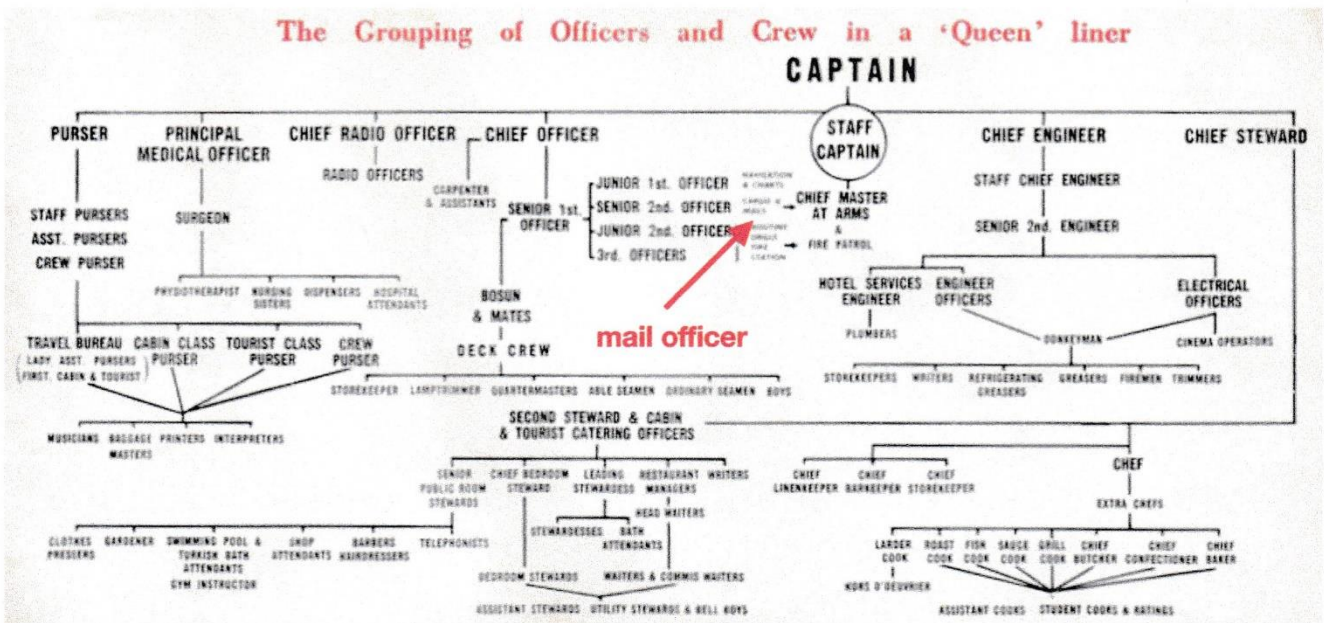 The Grouping of Officers and Crew in a ‘Queen’ liner
CAPTAIN
STAFF
CAPTAIN
PURSER
PRINCIPAL
MEDICAL OFFICER
CHIEF RADIO OFFICER
CHIEF OFFICER
CHIEF ENGINEER
CHIEF STEWARD
STAFF PURSERS
ASST. PURSERS
CREW PURSER
SURGEON
PHYSIOTHERAPIST
NURSING
SISTERS
DISPENSERS
HOSPITAL
ATTENDANTS
RADIO OFFICERS
CARPENTER
& ASSISTANTS
SENIOR 1st.
OFFICER
JUNIOR 1st. OFFICER
SENIOR 2nd. OFFICER
JUNIOR 2nd. OFFICER
3rd. OFFICERS
NAVIGATION
& CHARTS
CARGO &
MAILS
ROUTINE
FIRE
STATION
mail officer
CHIEF MASTER
AT ARMS
&
FIRE PATROL
STAFF CHIEF ENGINEER
SENIOR 2nd. ENGINEER
HOTEL SERVICES
ENGINEER
ENGINEER
OFFICERS
ELECTRICAL
OFFICERS
PLUMBERS
DONKEYMAN
CINEMA OPERATORS
STOREKEEPERS
WRITERS
REFRIGERATING
GREASERS
GREASERS
FIREMEN
TRIMMERS
BOSUN
& MATES
DECK CREW
STOREKEEPER
LAMPTRIMMER
QUARTERMASTERS
ABLE SEAMEN
ORDINARY SEAMEN
BOYS
TRAVEL BUREAU
(LADY ASST. PURSERS
FIRST, CABIN & TOURIST)
CABIN CLASS
PURSER
TOURIST CLASS
PURSER
CREW
PURSER
MUSICIANS
BAGGAGE
MASTERS
PRINTERS
INTERPRETERS
SECOND STEWARD & CABIN
& TOURIST CATERING OFFICERS
SENIOR
PUBLIC ROOM
STEWARDS
CHIEF BEDROOM
STEWARD
LEADING
STEWARDESS
RESTAURANT
MANAGERS
WRITERS
HEAD WAITERS
STEWARDESSES
BATH
ATTENDANTS
CLOTHES
PRESSERS
GARDENER
SWIMMING POOL &
TURKISH BATH
ATTENDANTS
GYM INSTRUCTOR
SHOP
ATTENDANTS
BARBERS
HAIRDRESSERS
TELEPHONISTS
BEDROOM STEWARDS
WAITERS & COMMIS WAITERS
ASSISTANT STEWARDS
UTILITY STEWARDS & BELL BOYS
CHIEF
LINENKEEPER
CHIEF
BARKEEPER
CHIEF
STOREKEEPER
CHEF
EXTRA CHEFS
LARDER
COOK
ROAST
COOK
FISH
COOK
SAUCE
COOK
GRILL
COOK
CHIEF
BUTCHER
CHIEF
CONFECTIONER
CHIEF
BAKER
HORS D'OEUVRIER
ASSISTANT COOKS
STUDENT COOKS & RATINGS